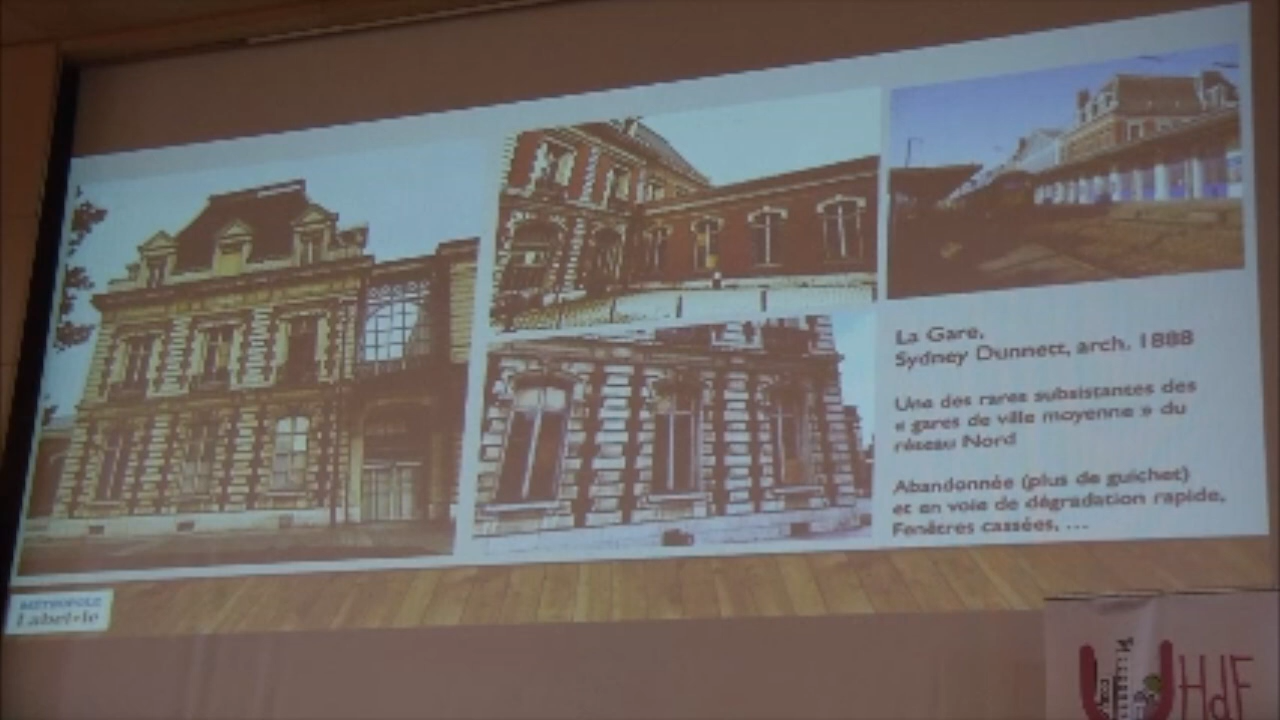 La Gare,
Sydney Dunnett, arch. 1888
Une des rares subsistantes des
« gares de ville moyenne » du
réseau Nord
Abandonnée (plus de guichet)
et en voie de dégradation rapide,
Fenêtres cassées, ...
METROPOLE
Label•le
HdF